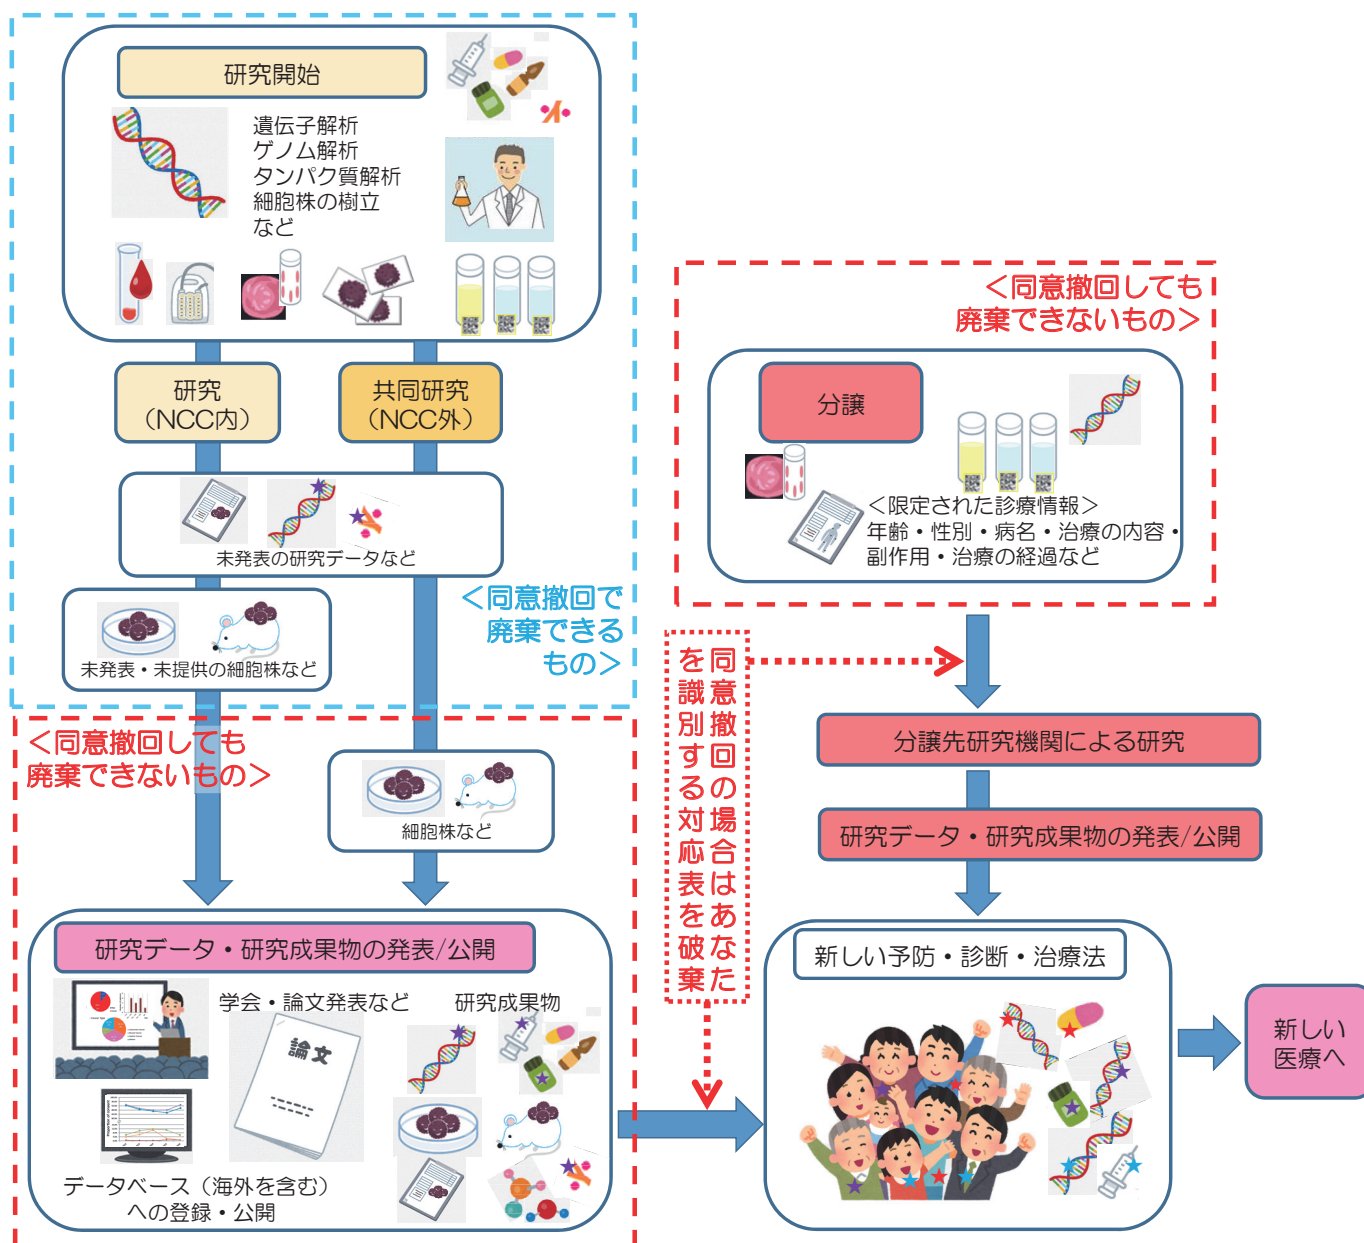 研究開始
遺伝子解析
ゲノム解析
タンパク質解析
細胞株の樹立
など
研究
（NCC内）
共同研究
（NCC外）
未発表の研究データなど
未発表・未提供の細胞株など
＜同意撤回で
廃棄できる
もの＞
＜同意撤回しても
廃棄できないもの＞
細胞株など
研究データ・研究成果物の発表/公開
学会・論文発表など
研究成果物
論文
データベース（海外を含む）
への登録・公開
＜同意撤回しても
廃棄できないもの＞
分譲
＜限定された診療情報＞
年齢・性別・病名・治療の内容・
副作用・治療の経過など
同意撤回の場合はあなた
を識別する対応表を破棄
分譲先研究機関による研究
研究データ・研究成果物の発表/公開
新しい予防・診断・治療法
新しい
医療へ